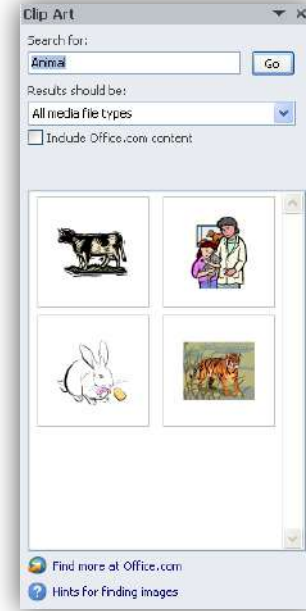 Clip Art
Search for:
Animal
Go
Results should be:
All media file types
Include Office.com content
Find more at Office.com
Hints for finding images